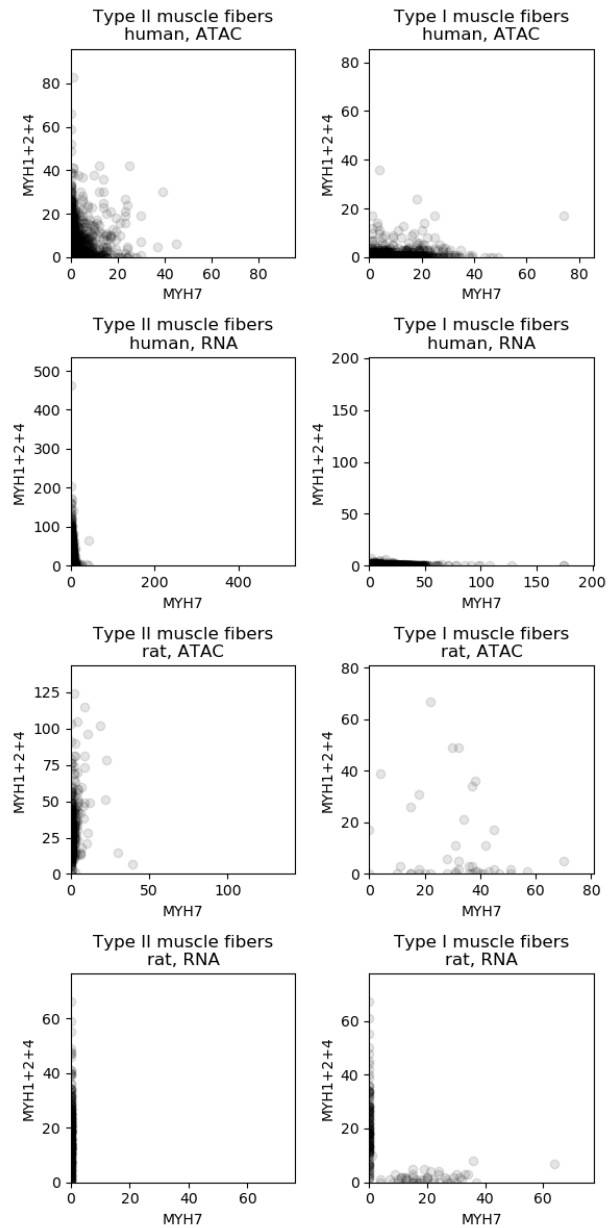 Type II muscle fibers
human, ATAC
Type I muscle fibers
human, ATAC
MYH1+2+4
80
60
40
20
0
0 20 40 60 80
MYH7
MYH1+2+4
80
60
40
20
0
0 20 40 60 80
MYH7
Type II muscle fibers
human, RNA
Type I muscle fibers
human, RNA
MYH1+2+4
500
400
300
200
100
0
0 200 400
MYH7
MYH1+2+4
200
150
100
50
0
0 50 100 150 200
MYH7
Type II muscle fibers
rat, ATAC
Type I muscle fibers
rat, ATAC
MYH1+2+4
125
100
75
50
25
0
0 50 100
MYH7
MYH1+2+4
80
60
40
20
0
0 20 40 60 80
MYH7
Type II muscle fibers
rat, RNA
Type I muscle fibers
rat, RNA
MYH1+2+4
60
40
20
0
0 20 40 60
MYH7
MYH1+2+4
60
40
20
0
0 20 40 60
MYH7